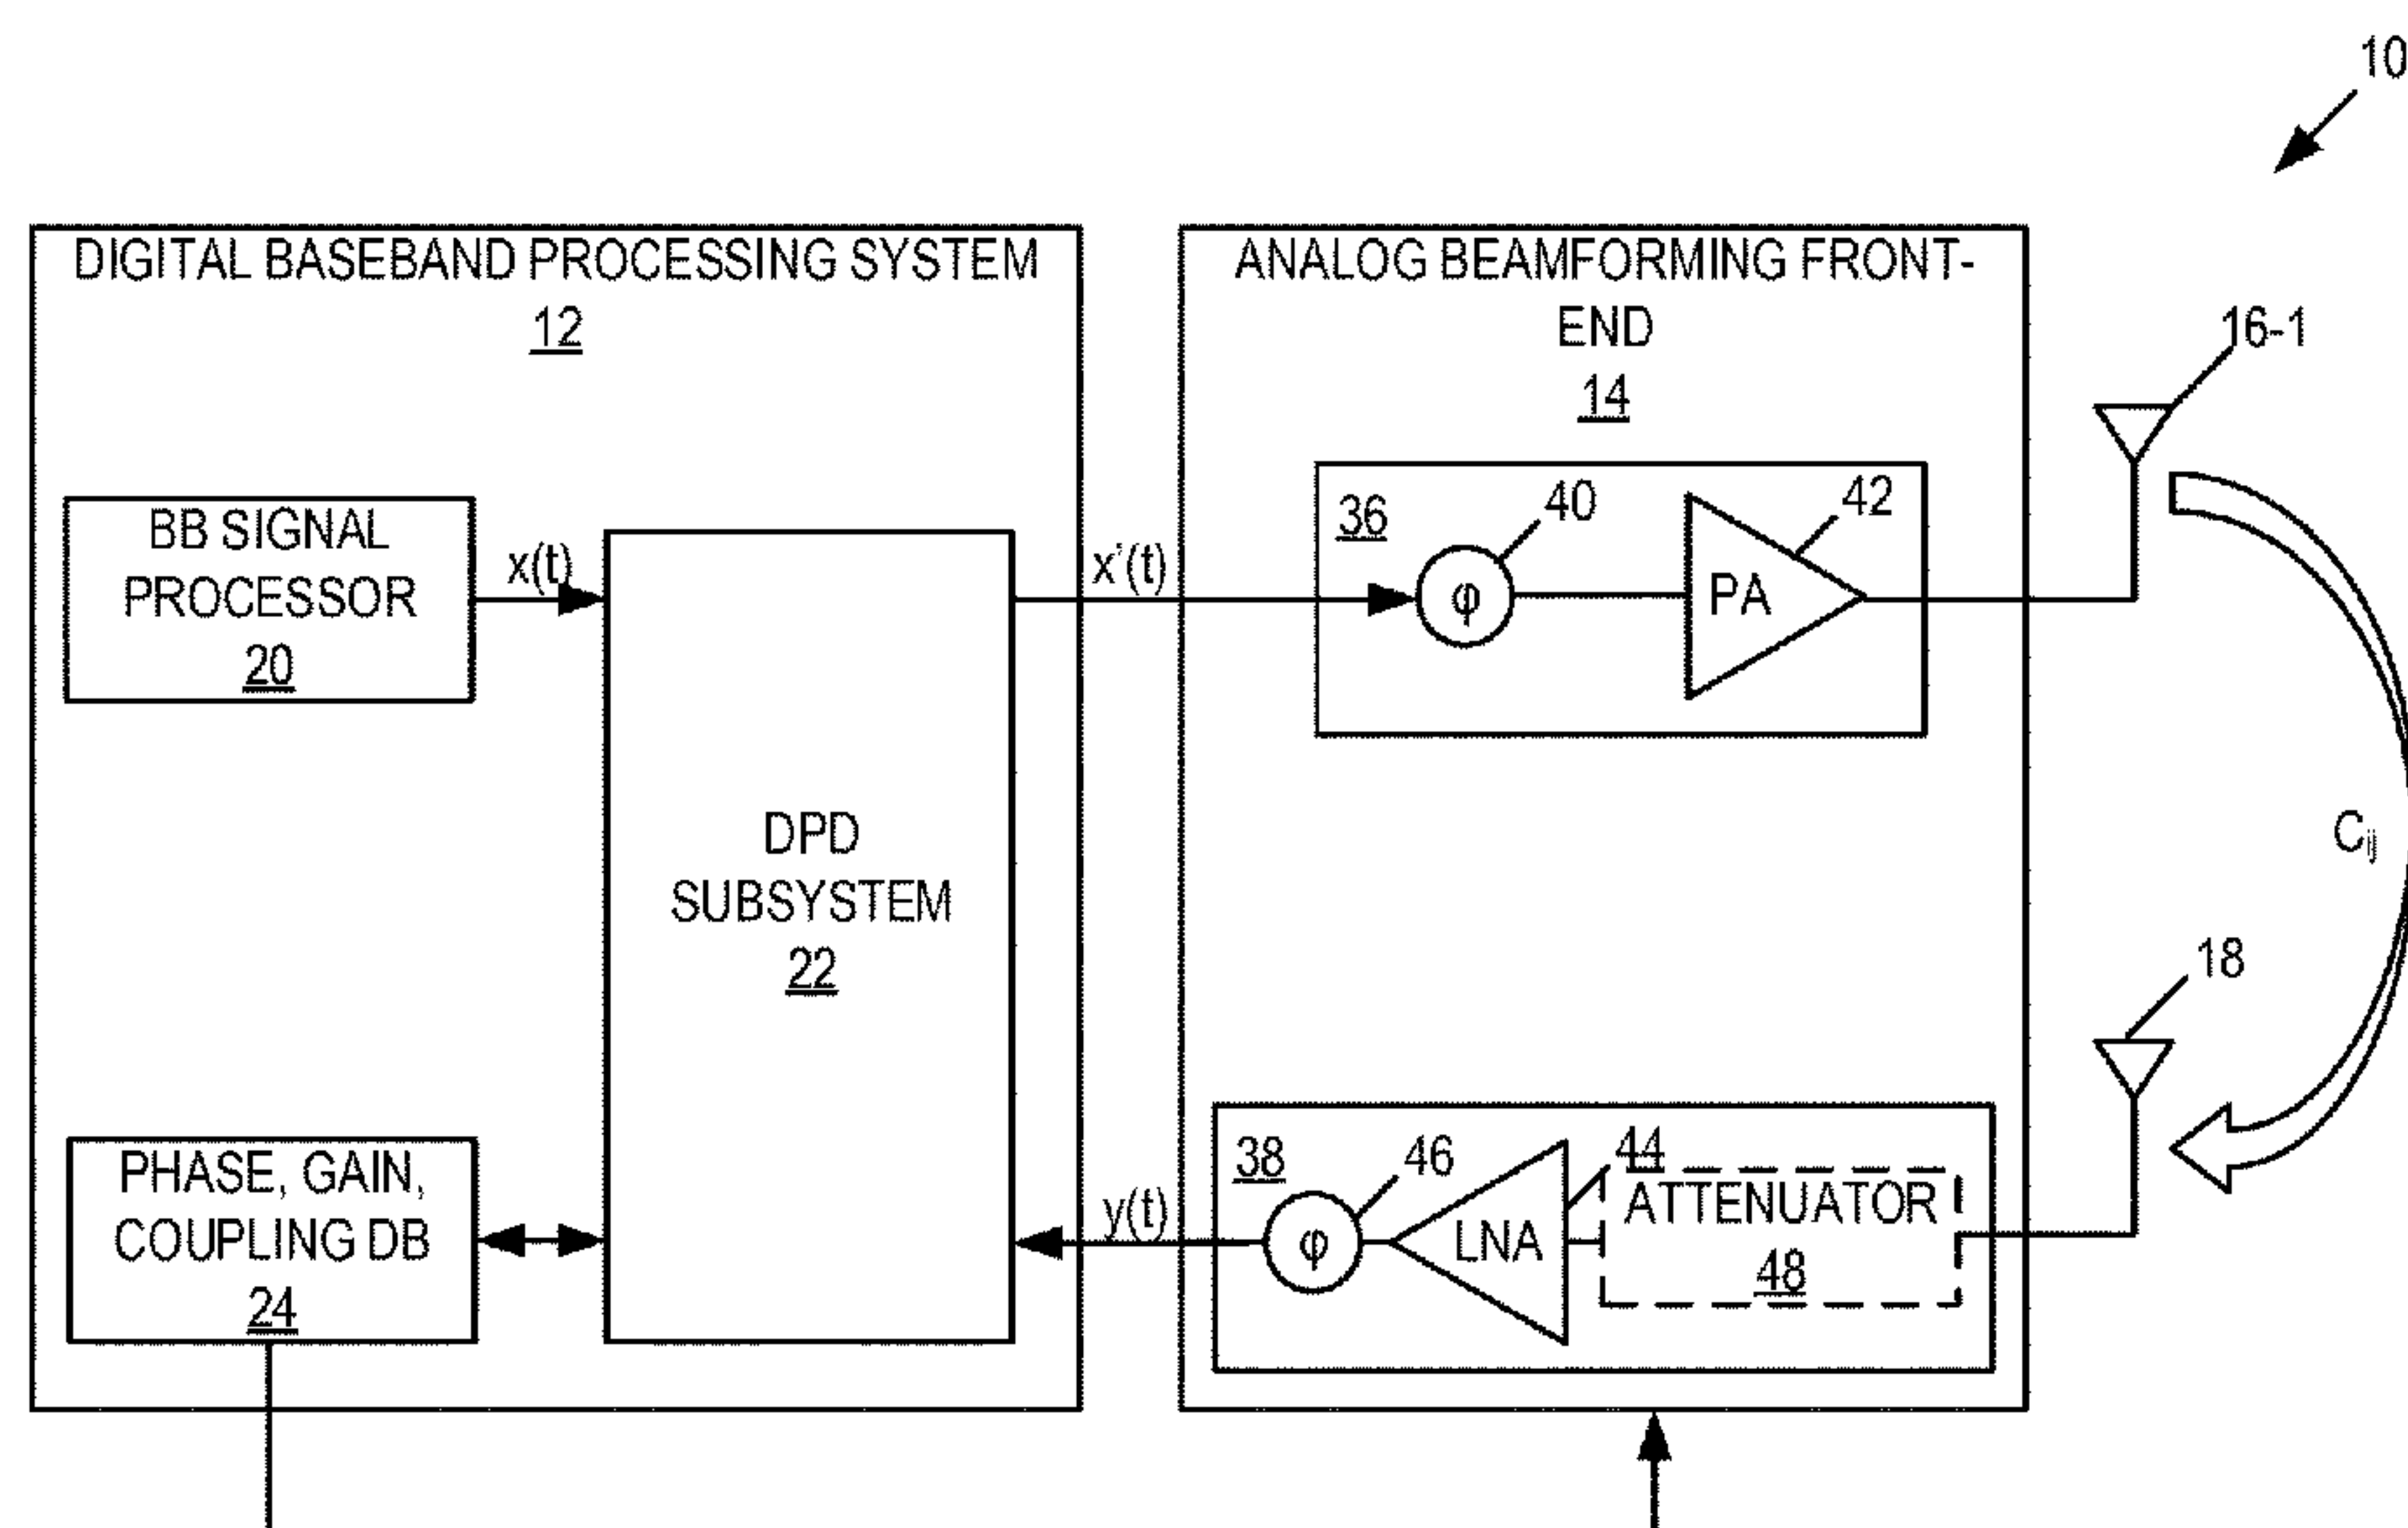 10
DIGITAL BASEBAND PROCESSING SYSTEM
12
ANALOG BEAMFORMING FRONT-
END
14
16-1
BB SIGNAL
PROCESSOR
20
x(t)
x'(t)
36
40
φ
42
PA
DPD
SUBSYSTEM
22
Cij
18
PHASE, GAIN,
COUPLING DB
24
y(t)
38
46
φ
LNA
44
ATTENUATOR
48